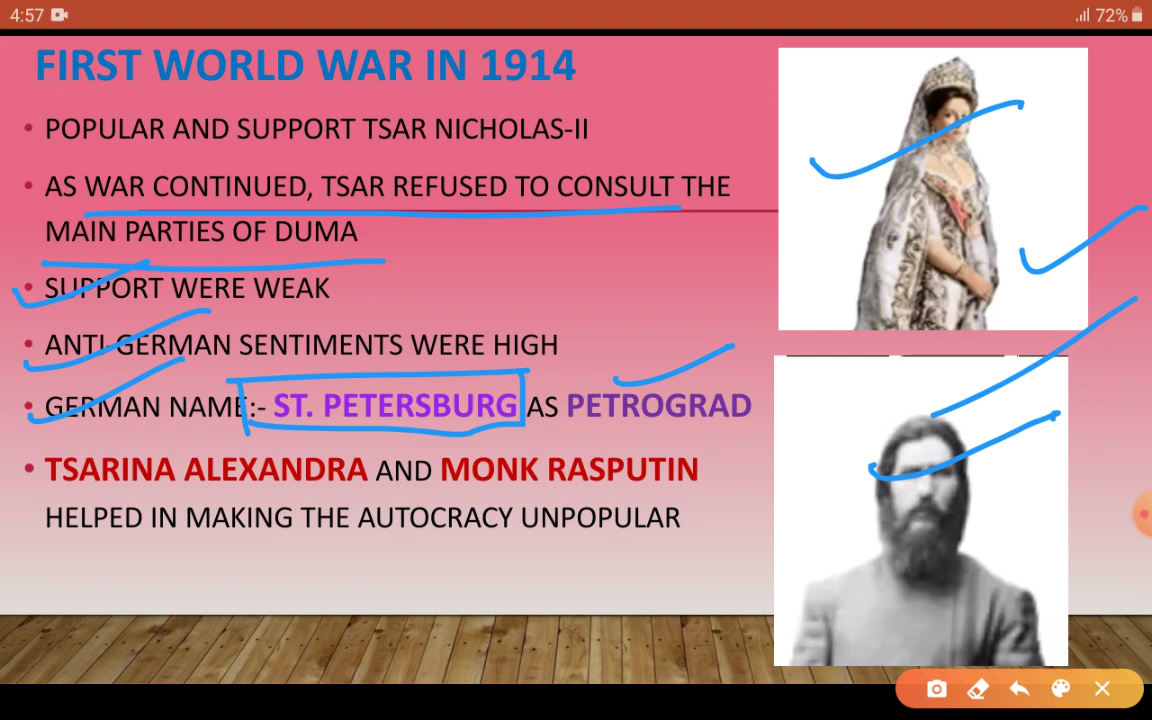 4:57 72%
FIRST WORLD WAR IN 1914
• POPULAR AND SUPPORT TSAR NICHOLAS-II
• AS WAR CONTINUED, TSAR REFUSED TO CONSULT THE
MAIN PARTIES OF DUMA
• SUPPORT WERE WEAK
• ANTI-GERMAN SENTIMENTS WERE HIGH
• GERMAN NAME:- ST. PETERSBURG AS PETROGRAD
• TSARINA ALEXANDRA AND MONK RASPUTIN
HELPED IN MAKING THE AUTOCRACY UNPOPULAR